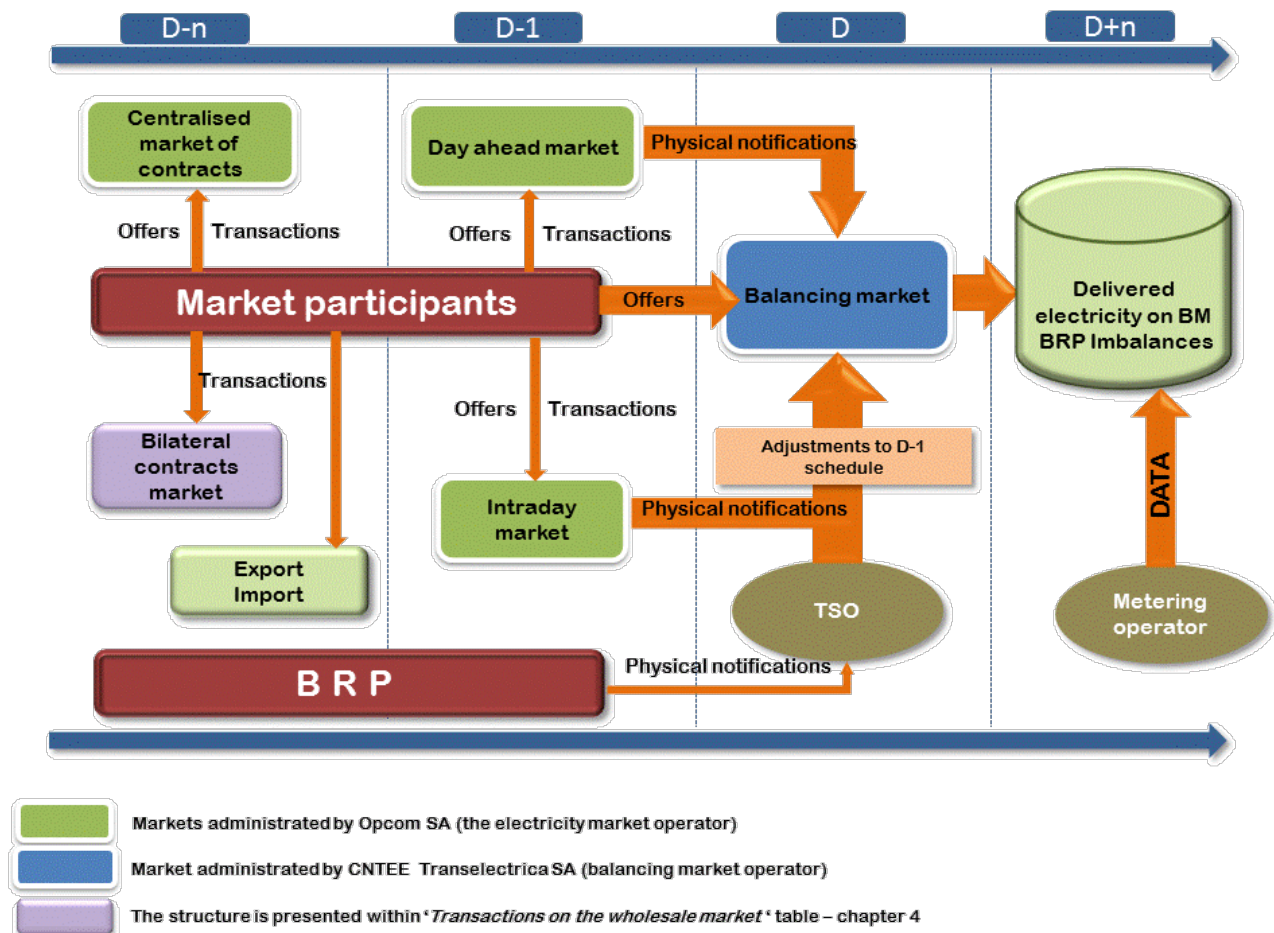 D-n
D-1
D
D+n
Centralised
market of
contracts
Day ahead market
Physical notifications
Offers
Transactions
Offers
Transactions
Market participants
Offers
Balancing market
Delivered
electricity on BM
BRP Imbalances
Transactions
Offers
Transactions
Bilateral
contracts
market
Adjustments to D-1
schedule
Intraday
market
Physical notifications
DATA
Export
Import
TSO
Metering
operator
B R P
Physical notifications
Markets administrated by Opcom SA (the electricity market operator)
Market administrated by CNTEE Transelectrica SA (balancing market operator)
The structure is presented within ‘Transactions on the wholesale market‘ table – chapter 4